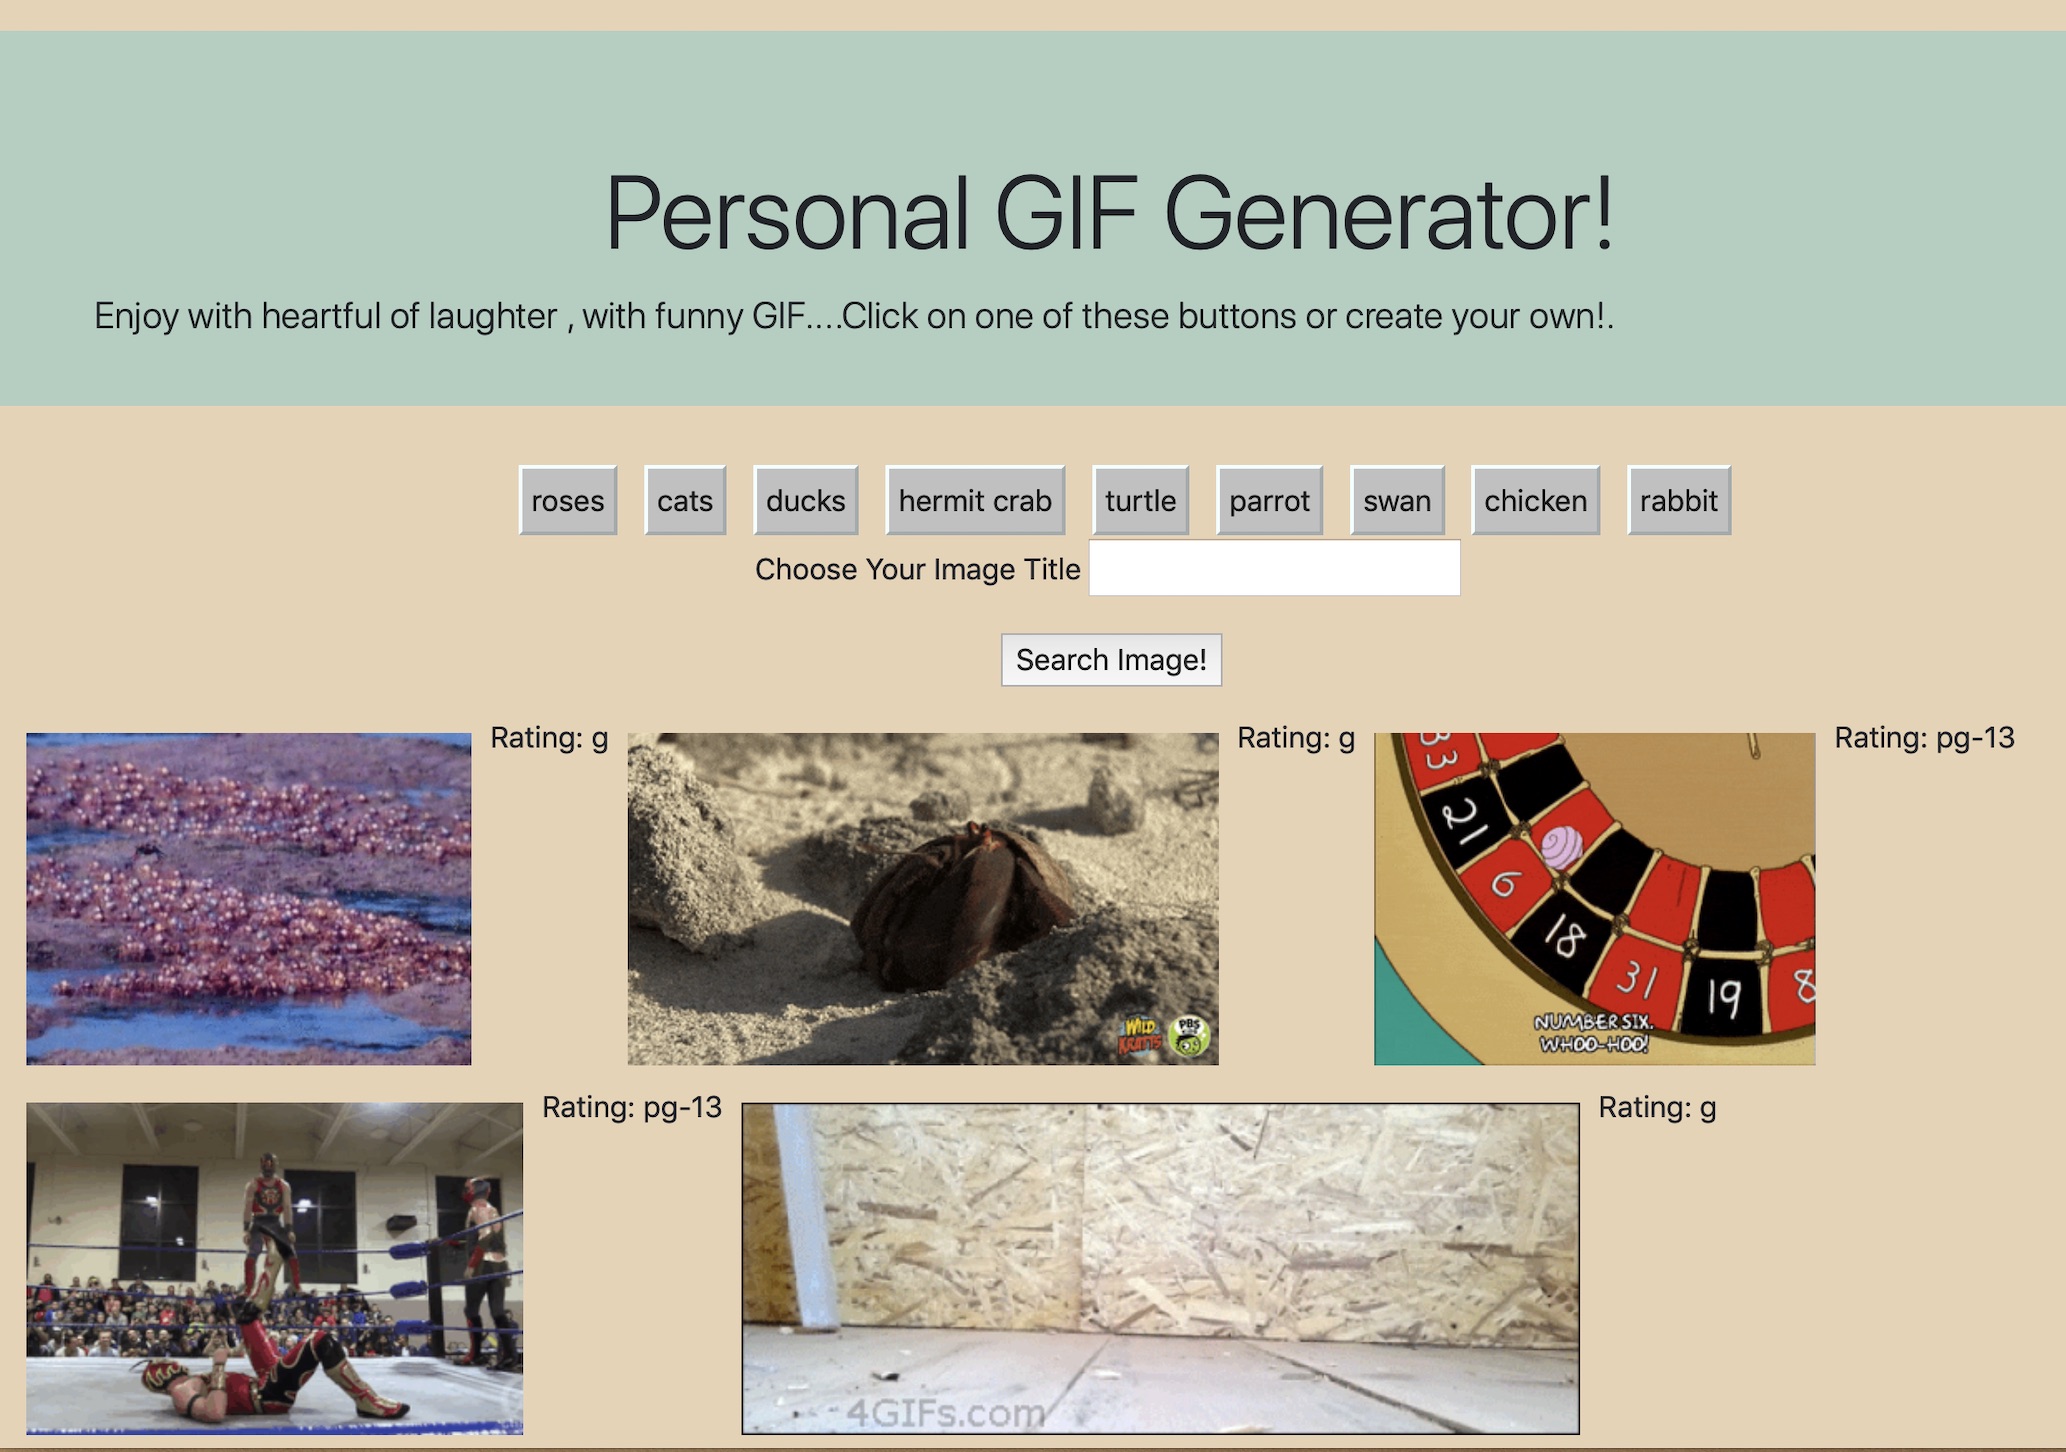 Personal GIF Generator!
Enjoy with heartful of laughter , with funny GIF....Click on one of these buttons or create your own!.
roses cats ducks hermit crab turtle parrot swan chicken rabbit
Choose Your Image Title
Search Image!
Rating: g
WILD KRATTS
PBS
Rating: g
33
21
6
18
31
19
8
NUMBER SIX.
WHOO-HOO!
Rating: pg-13
Rating: pg-13
4GIFs.com
Rating: g